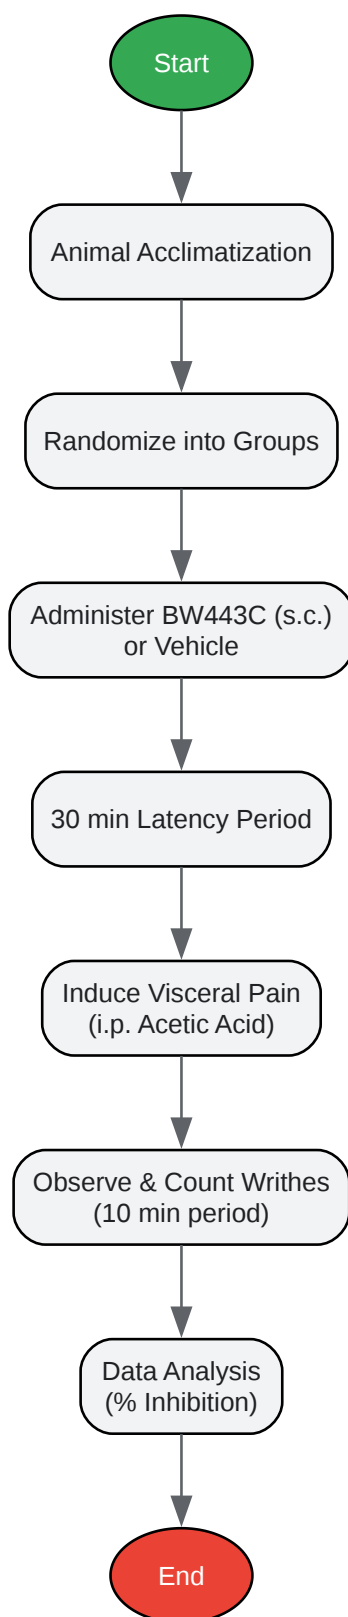 Start
Animal Acclimatization
Randomize into Groups
Administer BW443C (s.c.)
or Vehicle
30 min Latency Period
Induce Visceral Pain
(i.p. Acetic Acid)
Observe & Count Writhes
(10 min period)
Data Analysis
(% Inhibition)
End